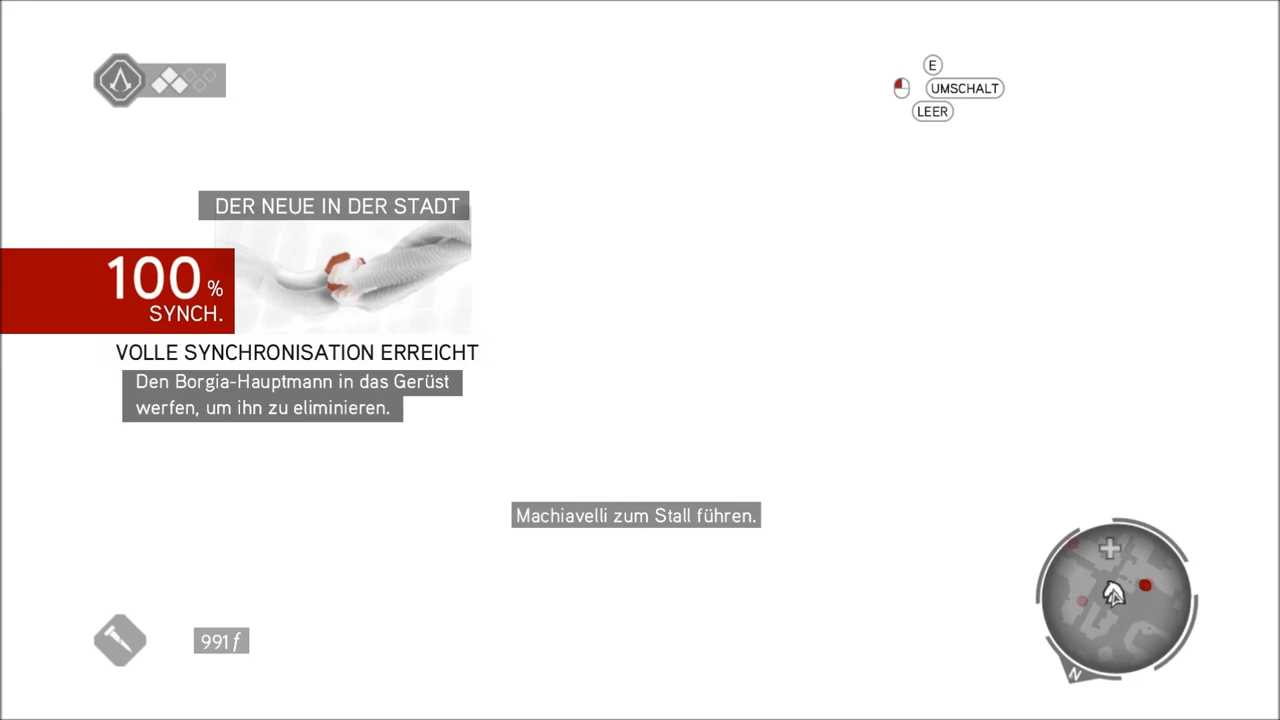 E
UMSCHALT
LEER
DER NEUE IN DER STADT
100 %
SYNCH.
VOLLE SYNCHRONISATION ERREICHT
Den Borgia-Hauptmann in das Gerüst
werfen, um ihn zu eliminieren.
Machiavelli zum Stall führen.
991 ƒ
N